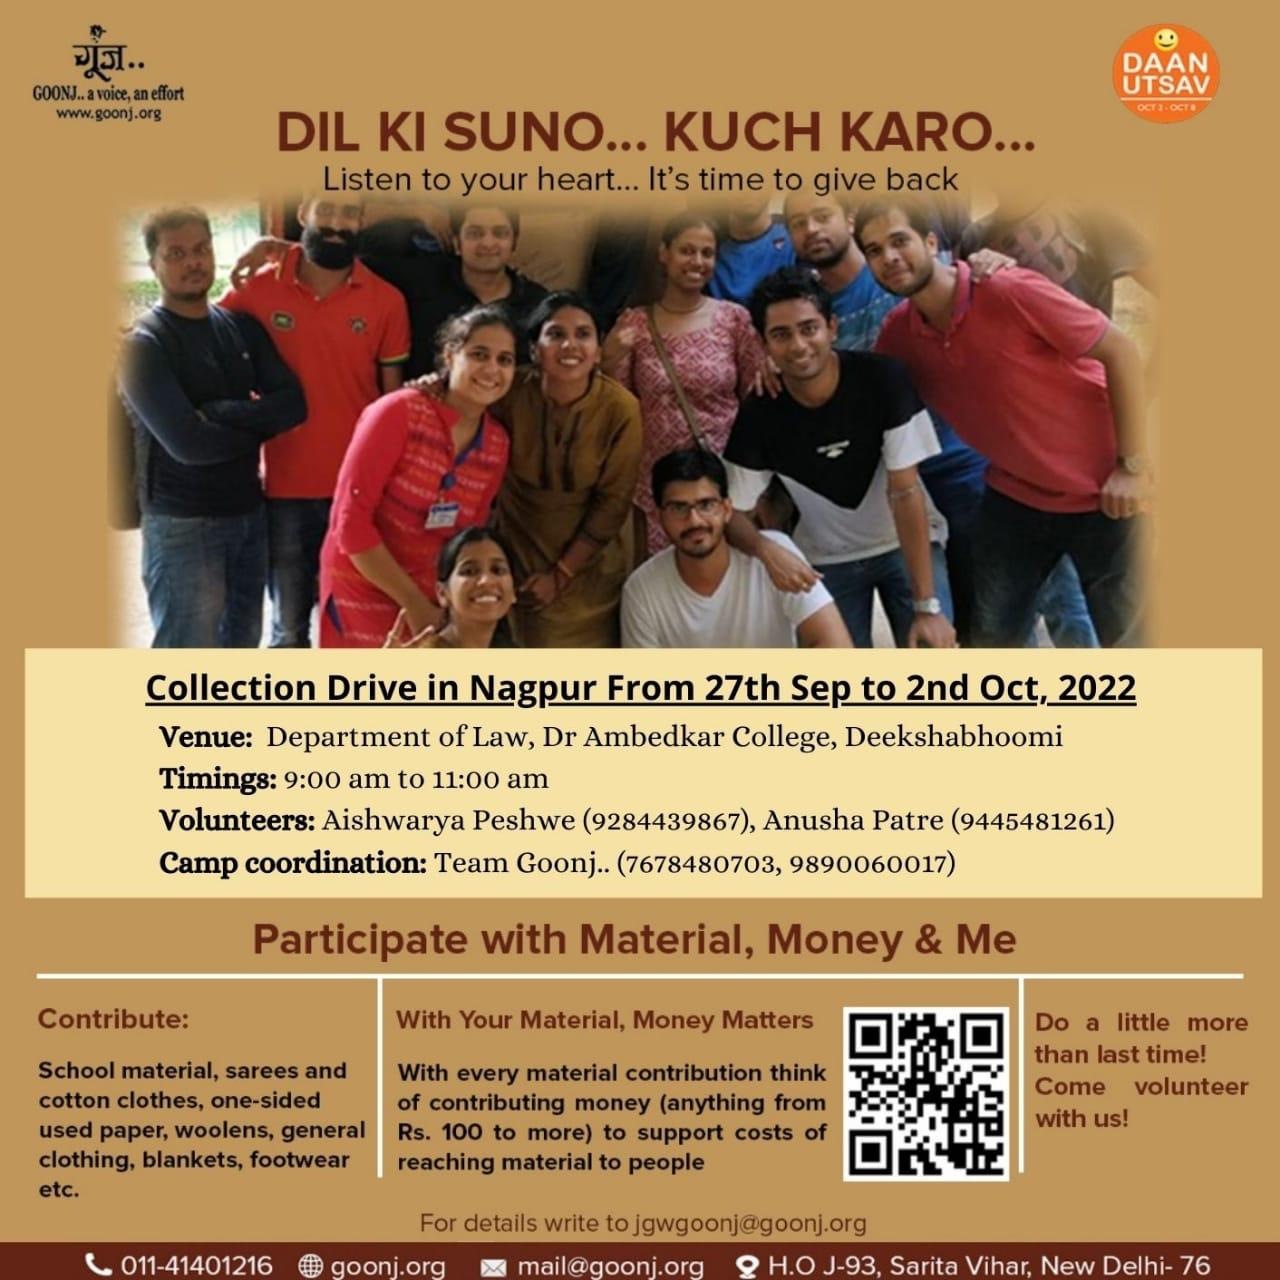 गूंज..
GOONJ.. a voice, an effort
www.goonj.org
DAAN
UTSAV
OCT 2 - OCT 8
DIL KI SUNO... KUCH KARO...
Listen to your heart... It's time to give back
Collection Drive in Nagpur From 27th Sep to 2nd Oct, 2022
Venue: Department of Law, Dr Ambedkar College, Deekshabhoomi
Timings: 9:00 am to 11:00 am
Volunteers: Aishwarya Peshwe (9284439867), Anusha Patre (9445481261)
Camp coordination: Team Goonj.. (7678480703, 9890060017)
Participate with Material, Money & Me
Contribute:
School material, sarees and
cotton clothes, one-sided
used paper, woolens, general
clothing, blankets, footwear
etc.
With Your Material, Money Matters
With every material contribution think
of contributing money (anything from
Rs. 100 to more) to support costs of
reaching material to people
Do a little more
than last time!
Come volunteer
with us!
For details write to jgwgoonj@goonj.org
011-41401216 goonj.org mail@goonj.org H.O J-93, Sarita Vihar, New Delhi- 76